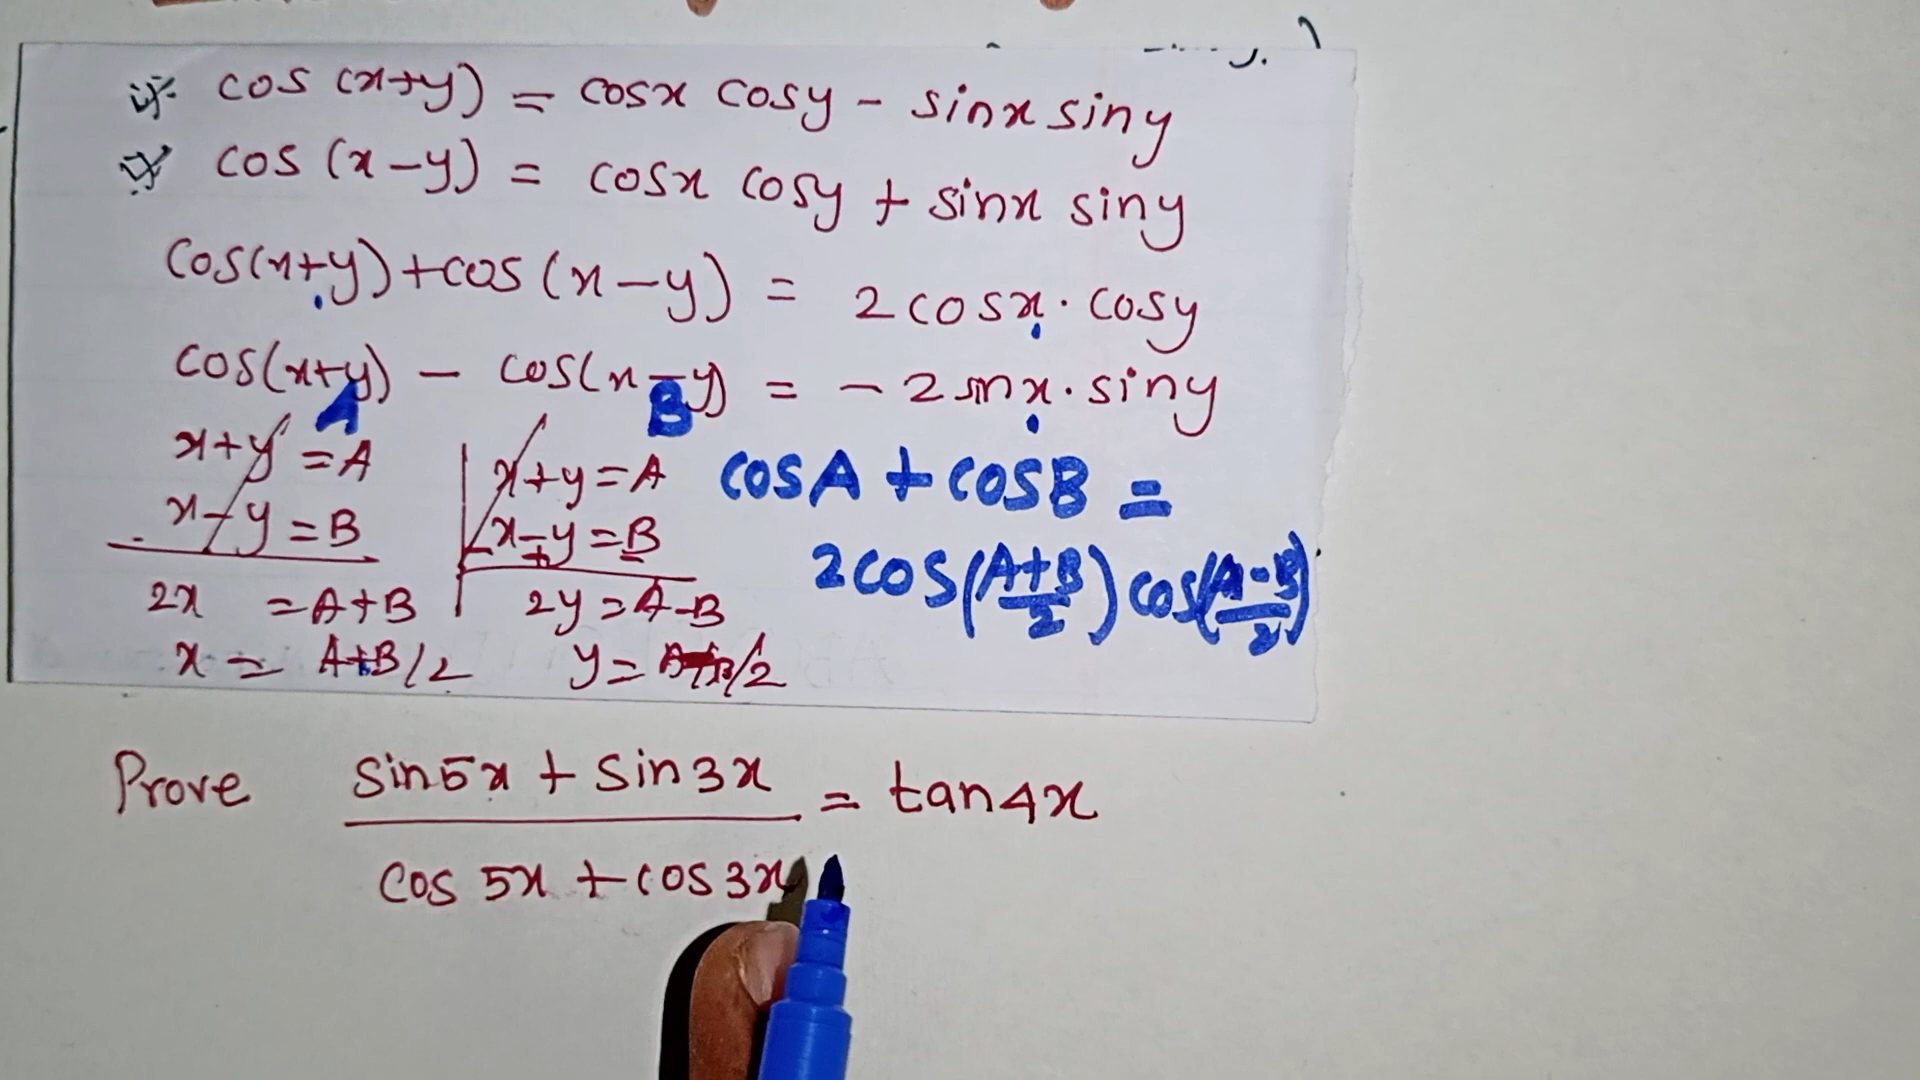 ii) cos (x+y) = cosx cosy - sinx siny
cos (x-y) = cosx cosy + sinx siny
cos(x+y) + cos (x-y) = 2 cosx . cosy
cos(x+y) - cos(x-y) = - 2 sinx . siny
A B
x+y = A
x-y = B
2x = A+B
x = A+B/2
x+y = A
x-y = B
2y = A-B
y = /2
cosA + cosB =
2cos(A+B/2) cos(A-B/2)
Prove sin5x + sin3x / cos 5x + cos 3x = tan4x